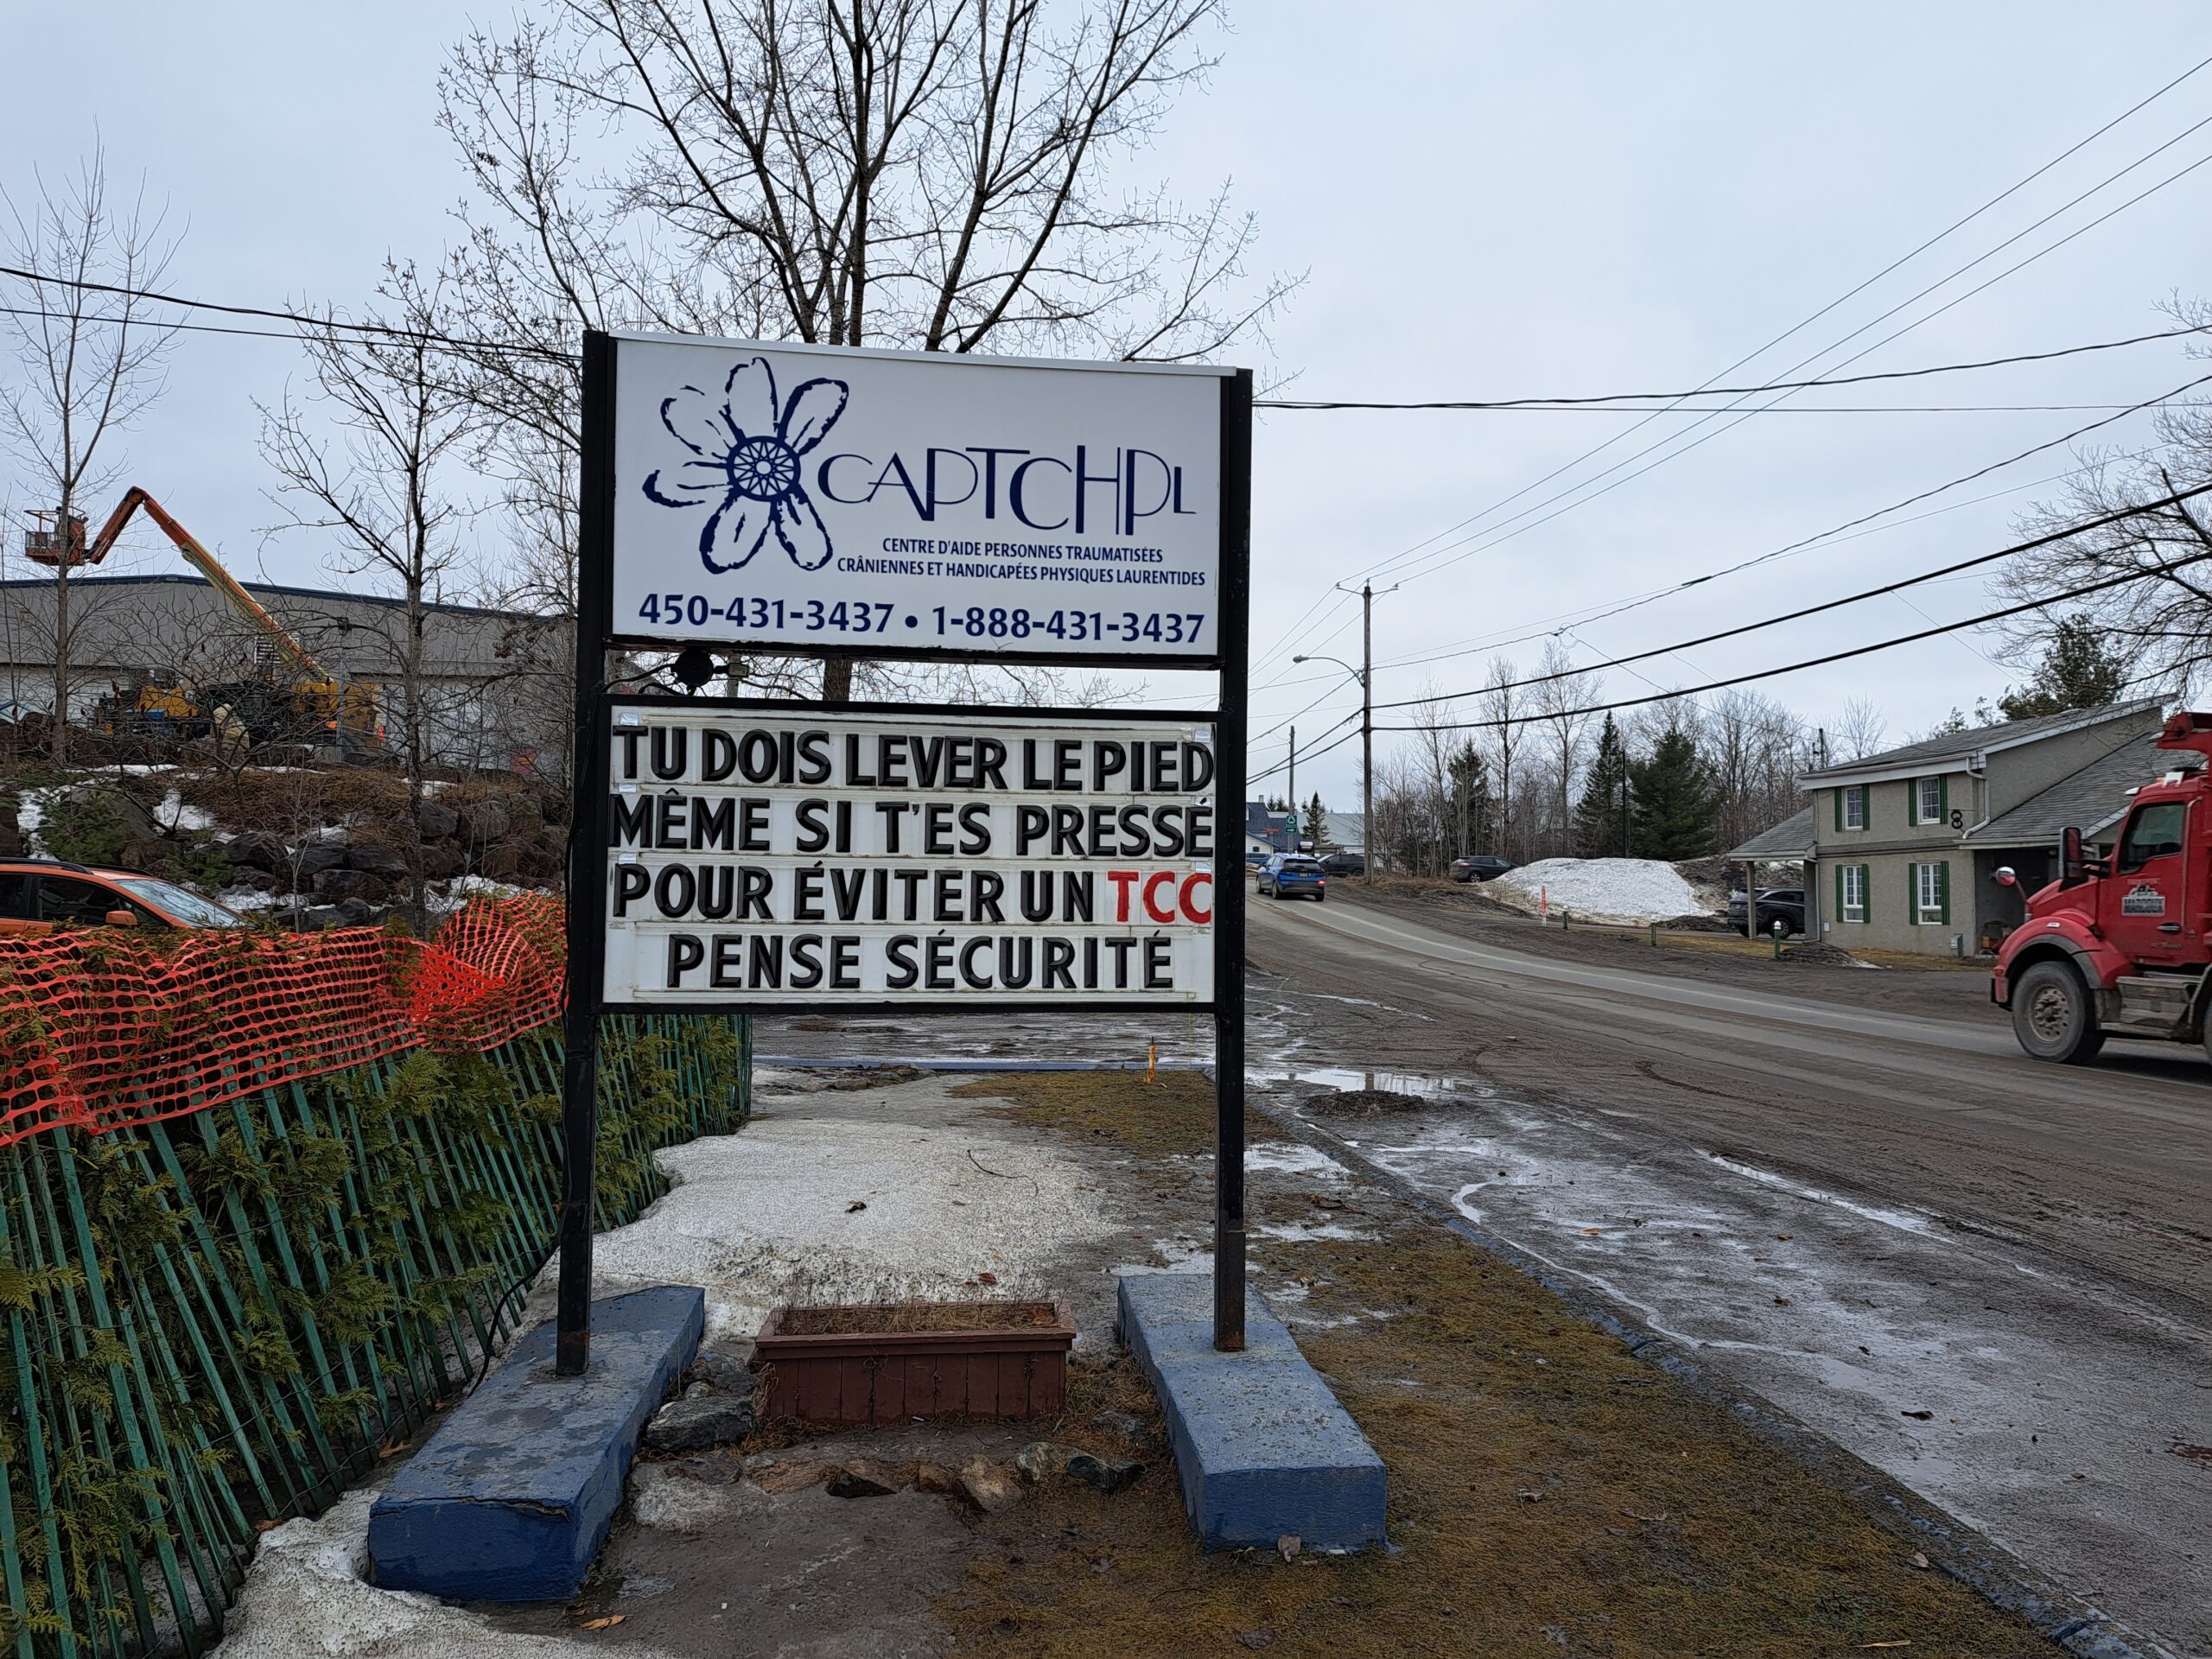 CAPTCHPL
CENTRE D'AIDE PERSONNES TRAUMATISÉES
CRÂNIENNES ET HANDICAPÉES PHYSIQUES LAURENTIDES
450-431-3437 • 1-888-431-3437
TU DOIS LEVER LE PIED
MÊME SI T'ES PRESSÉ
POUR ÉVITER UN TCC
PENSE SÉCURITÉ
8